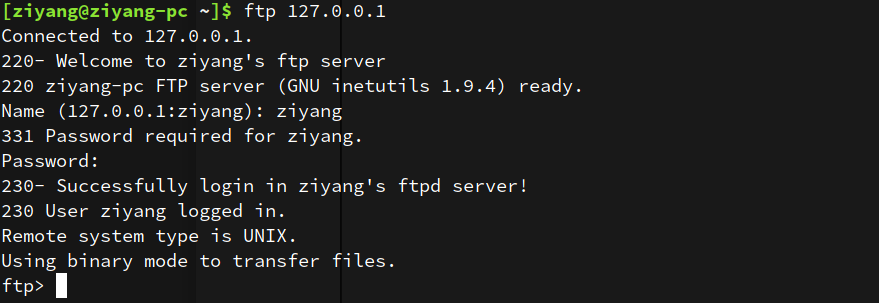 [ziyang@ziyang-pc ~]$ ftp 127.0.0.1
Connected to 127.0.0.1.
220- Welcome to ziyang's ftp server
220 ziyang-pc FTP server (GNU inetutils 1.9.4) ready.
Name (127.0.0.1:ziyang): ziyang
331 Password required for ziyang.
Password:
230- Successfully login in ziyang's ftpd server!
230 User ziyang logged in.
Remote system type is UNIX.
Using binary mode to transfer files.
ftp>